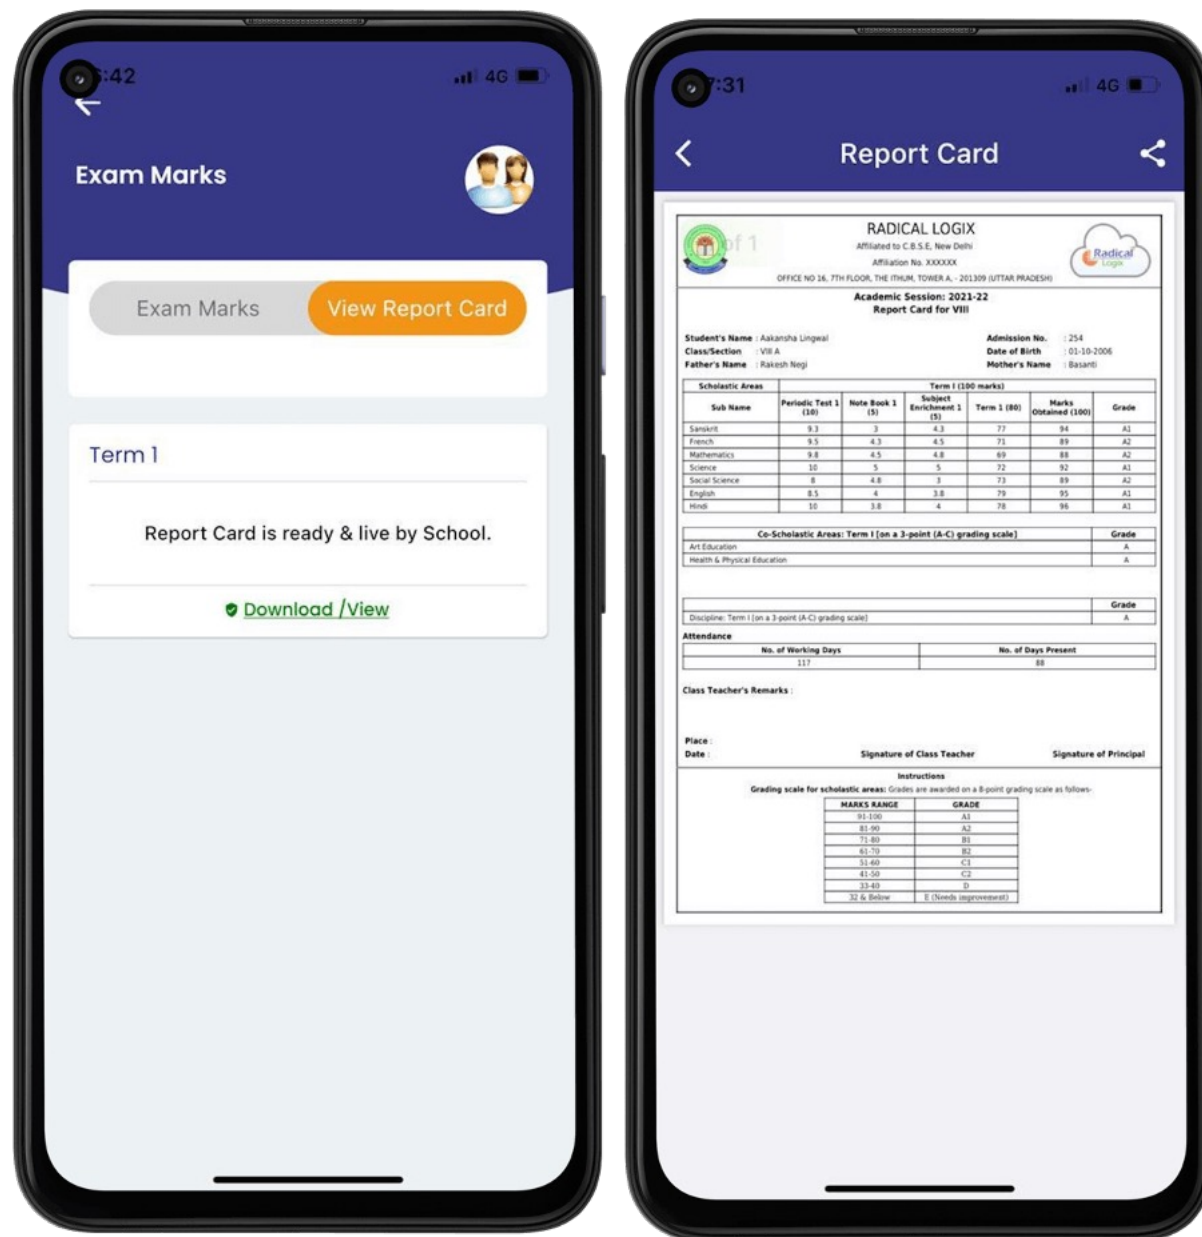 6:42
4G
Exam Marks
Exam Marks
View Report Card
Term 1
Report Card is ready & live by School.
Download /View
7:31
4G
Report Card
of 1
RADICAL LOGIX
Affiliated to C.B.S.E, New Delhi
Affiliation No. XXXXXX
OFFICE NO 16, 7TH FLOOR, THE ITHUM, TOWER A, - 201309 (UTTAR PRADESH)
Radical Logix
Academic Session: 2021-22
Report Card for VIII
Student's Name : Aakansha Lingwal Admission No. : 254
Class/Section : VIII A Date of Birth : 01-10-2006
Father's Name : Rakesh Negi Mother's Name : Basanti
Scholastic Areas Term I (100 marks)
Sub Name Periodic Test 1 (10) Note Book 1 (5) Subject Enrichment 1 (5) Term 1 (80) Marks Obtained (100) Grade
Sanskrit 9.3 3 4.3 77 94 A1
French 9.5 4.3 4.5 71 89 A2
Mathematics 9.8 4.5 4.8 69 88 A2
Science 10 5 5 72 92 A1
Social Science 8 4.8 3 73 89 A2
English 8.5 4 3.8 79 95 A1
Hindi 10 3.8 4 78 96 A1
Co-Scholastic Areas: Term I [on a 3-point (A-C) grading scale] Grade
Art Education A
Health & Physical Education A
Grade
Discipline: Term I [on a 3-point (A-C) grading scale] A
Attendance
No. of Working Days No. of Days Present
117 88
Class Teacher's Remarks :
Place :
Date : Signature of Class Teacher Signature of Principal
Instructions
Grading scale for scholastic areas: Grades are awarded on a 8-point grading scale as follows-
MARKS RANGE GRADE
91-100 A1
81-90 A2
71-80 B1
61-70 B2
51-60 C1
41-50 C2
33-40 D
32 & Below E (Needs improvement)